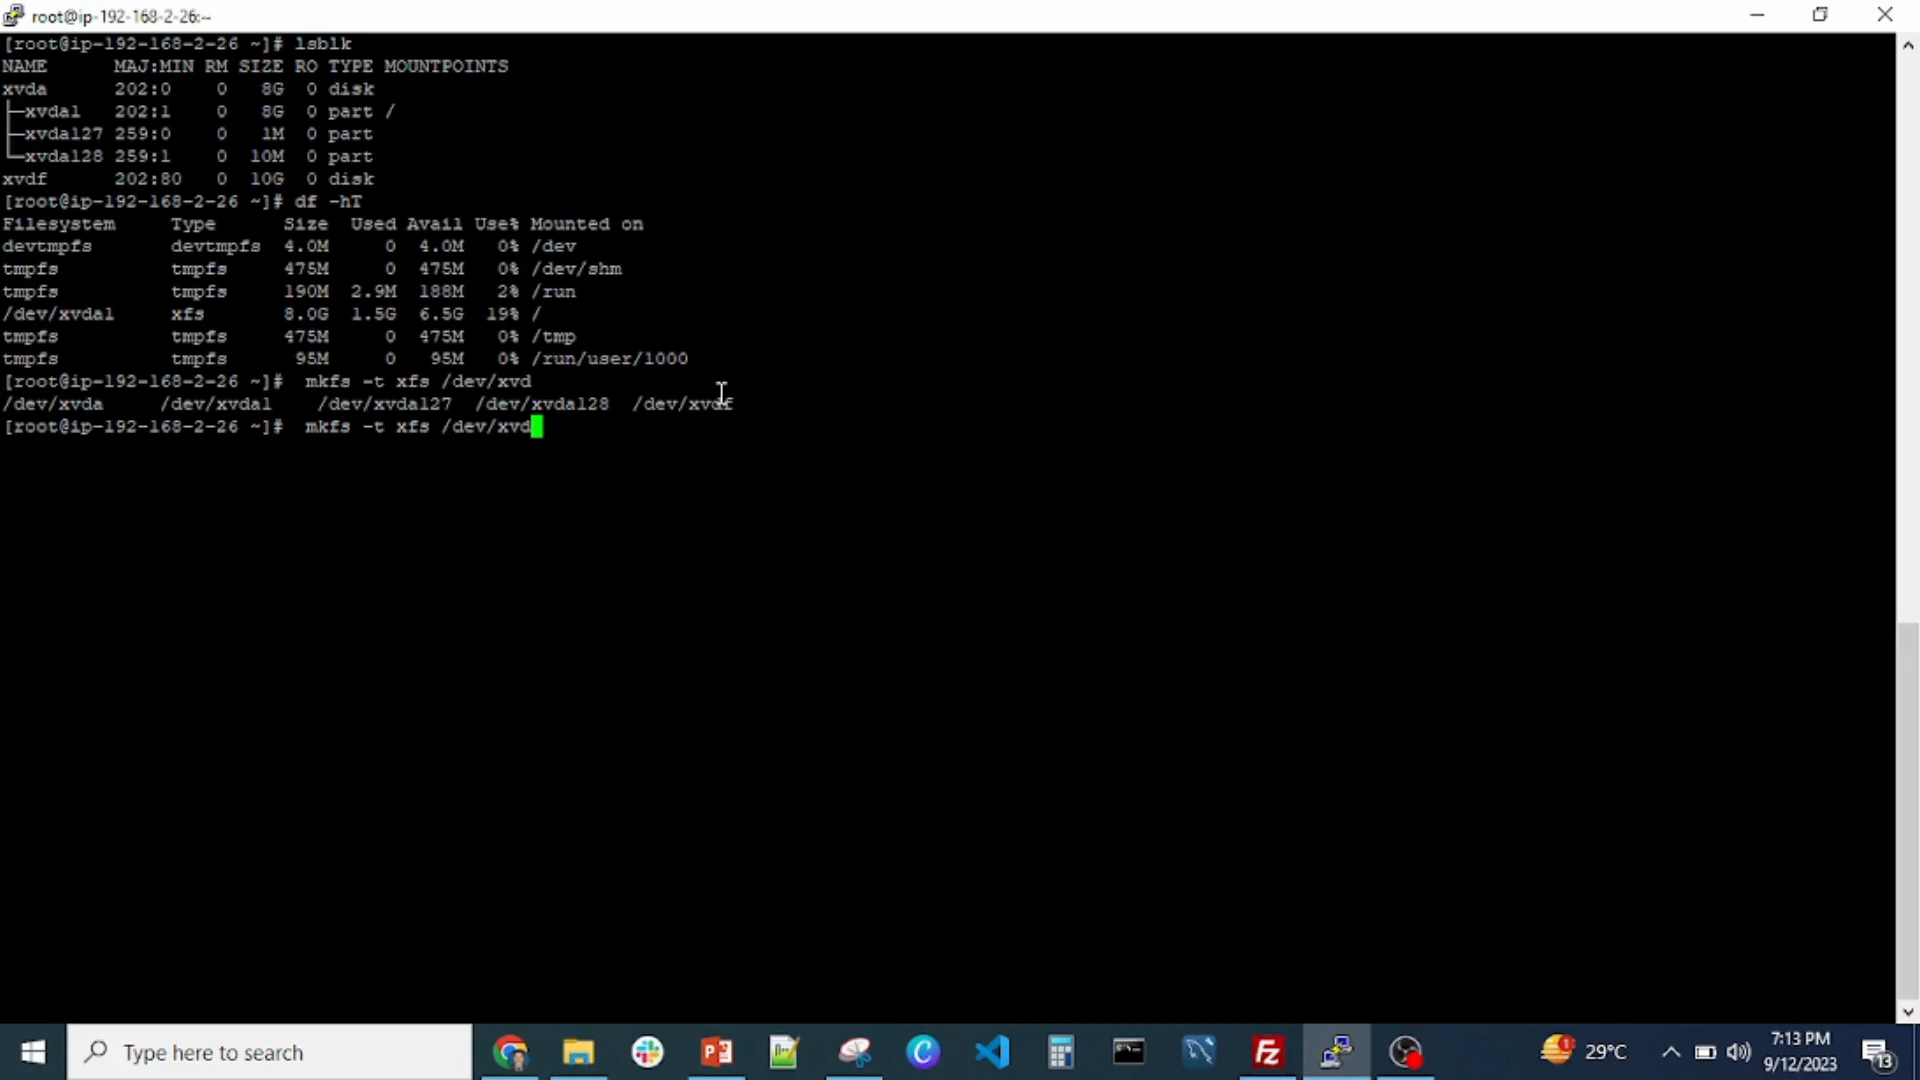 root@ip-192-168-2-26:~
[root@ip-192-168-2-26 ~]# lsblk
NAME MAJ:MIN RM SIZE RO TYPE MOUNTPOINTS
xvda 202:0 0 8G 0 disk
├─xvda1 202:1 0 8G 0 part /
├─xvda127 259:0 0 1M 0 part
└─xvda128 259:1 0 10M 0 part
xvdf 202:80 0 10G 0 disk
[root@ip-192-168-2-26 ~]# df -hT
Filesystem Type Size Used Avail Use% Mounted on
devtmpfs devtmpfs 4.0M 0 4.0M 0% /dev
tmpfs tmpfs 475M 0 475M 0% /dev/shm
tmpfs tmpfs 190M 2.9M 188M 2% /run
/dev/xvda1 xfs 8.0G 1.5G 6.5G 19% /
tmpfs tmpfs 475M 0 475M 0% /tmp
tmpfs tmpfs 95M 0 95M 0% /run/user/1000
[root@ip-192-168-2-26 ~]# mkfs -t xfs /dev/xvd
/dev/xvda /dev/xvda1 /dev/xvda127 /dev/xvda128 /dev/xvdf
[root@ip-192-168-2-26 ~]# mkfs -t xfs /dev/xvd
Type here to search
29°C
7:13 PM
9/12/2023
13